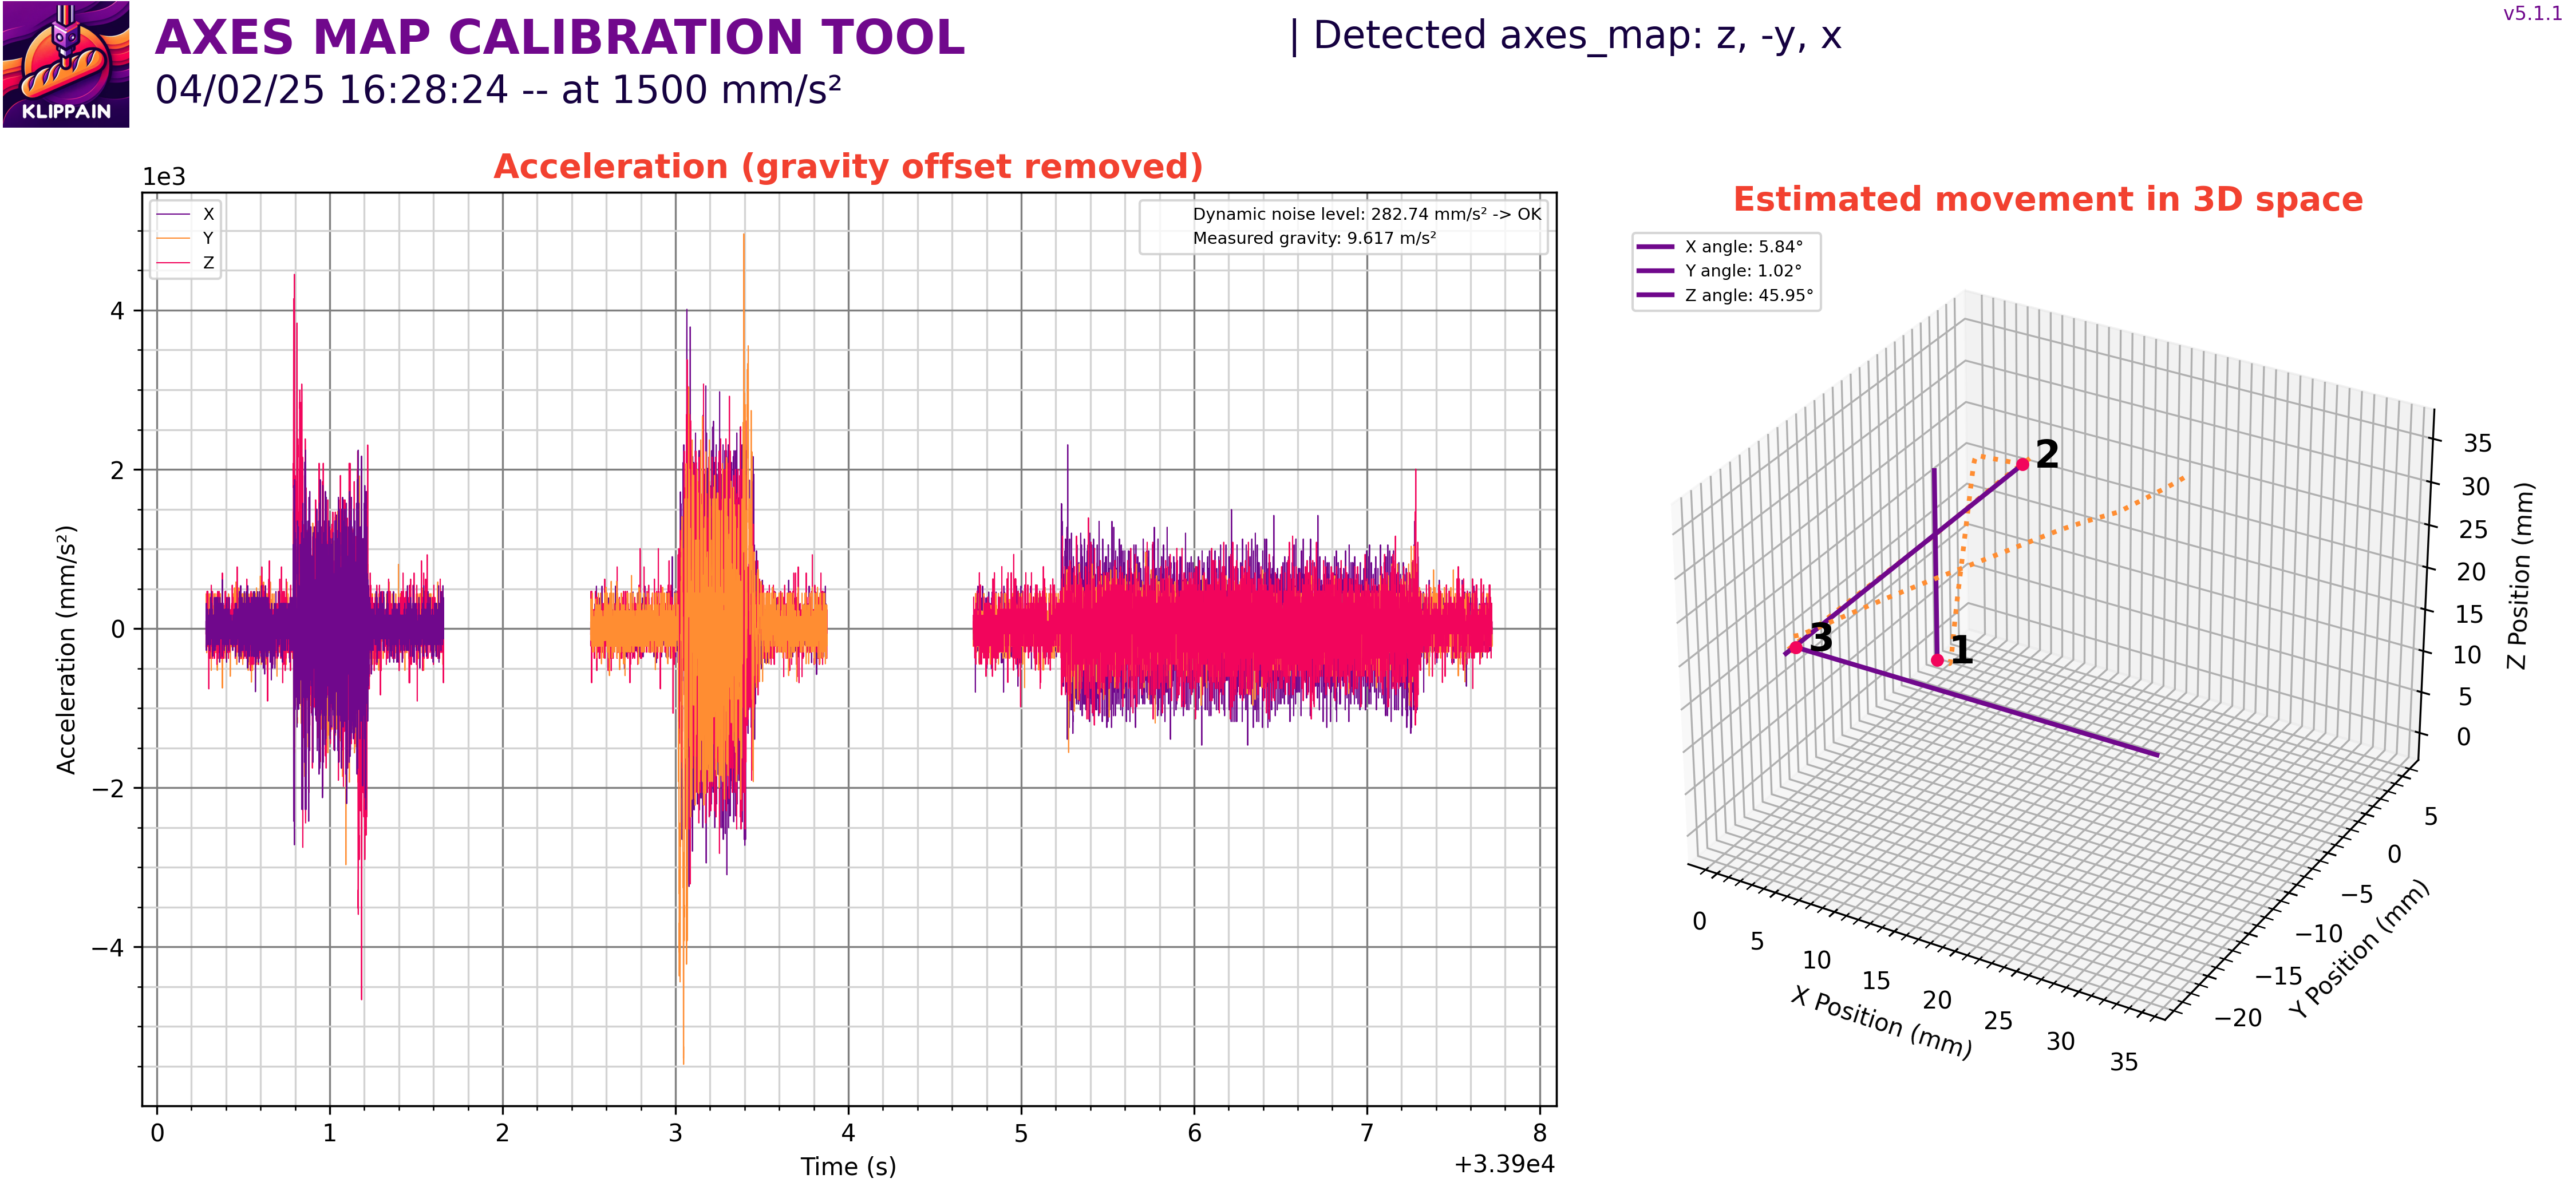 KLIPPAIN
AXES MAP CALIBRATION TOOL
04/02/25 16:28:24 -- at 1500 mm/s²
| Detected axes_map: z, -y, x
v5.1.1
Acceleration (gravity offset removed)
1e3
X
Y
Z
Dynamic noise level: 282.74 mm/s² -> OK
Measured gravity: 9.617 m/s²
Acceleration (mm/s²)
4
2
0
−2
−4
0
1
2
3
4
5
6
7
8
Time (s)
+3.39e4
Estimated movement in 3D space
X angle: 5.84°
Y angle: 1.02°
Z angle: 45.95°
2
3
1
35
30
25
20
15
10
5
0
Z Position (mm)
5
0
−5
−10
−15
−20
Y Position (mm)
0
5
10
15
20
25
30
35
X Position (mm)